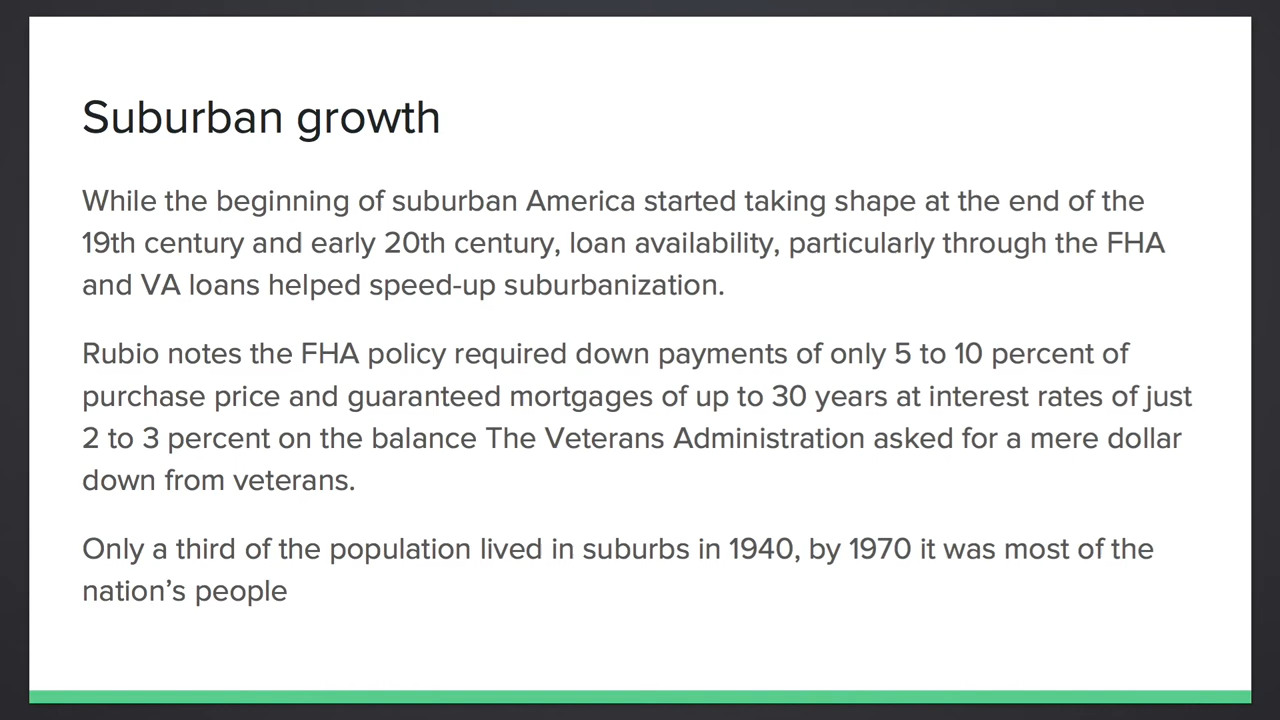 Suburban growth
While the beginning of suburban America started taking shape at the end of the
19th century and early 20th century, loan availability, particularly through the FHA
and VA loans helped speed-up suburbanization.
Rubio notes the FHA policy required down payments of only 5 to 10 percent of
purchase price and guaranteed mortgages of up to 30 years at interest rates of just
2 to 3 percent on the balance The Veterans Administration asked for a mere dollar
down from veterans.
Only a third of the population lived in suburbs in 1940, by 1970 it was most of the
nation’s people